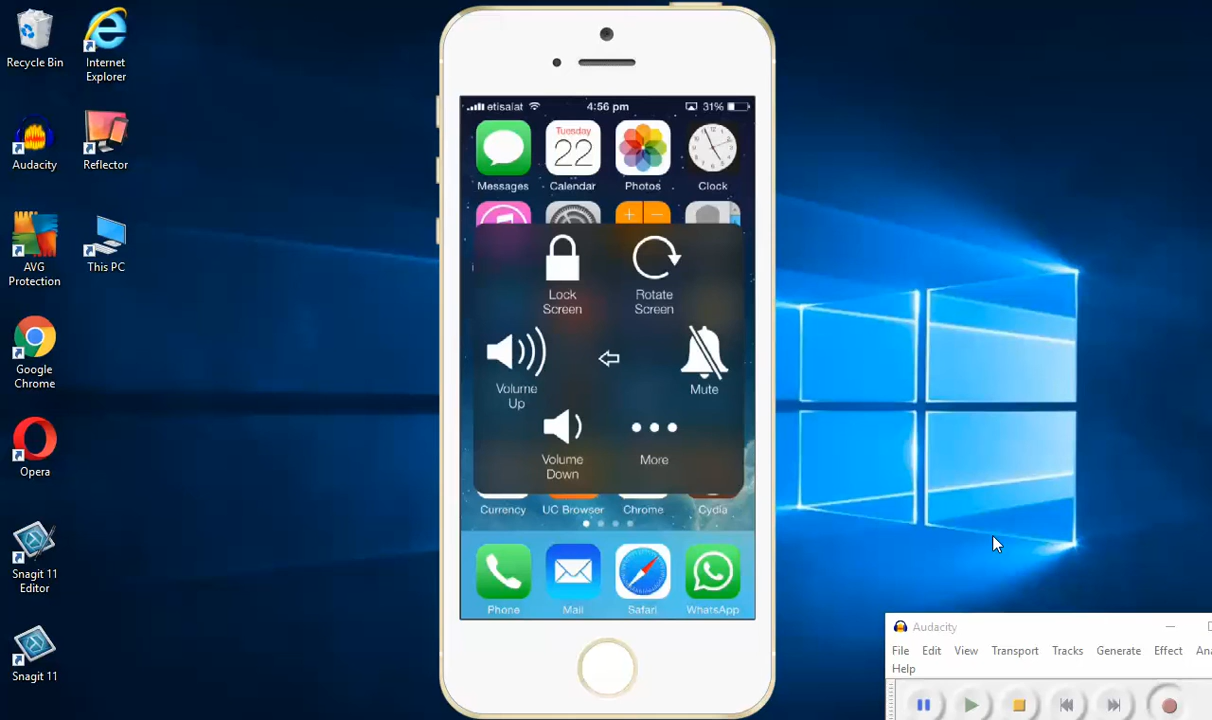 Recycle Bin
Internet
Explorer
Audacity
Reflector
AVG
Protection
This PC
Google
Chrome
Opera
Snagit 11
Editor
Snagit 11
etisalat
4:56 pm
31%
Tuesday
22
Messages
Calendar
Photos
Clock
Lock
Screen
Rotate
Screen
Volume
Up
Mute
Volume
Down
More
Currency
UC Browser
Chrome
Cydia
Phone
Mail
Safari
WhatsApp
Audacity
File Edit View Transport Tracks Generate Effect
Help